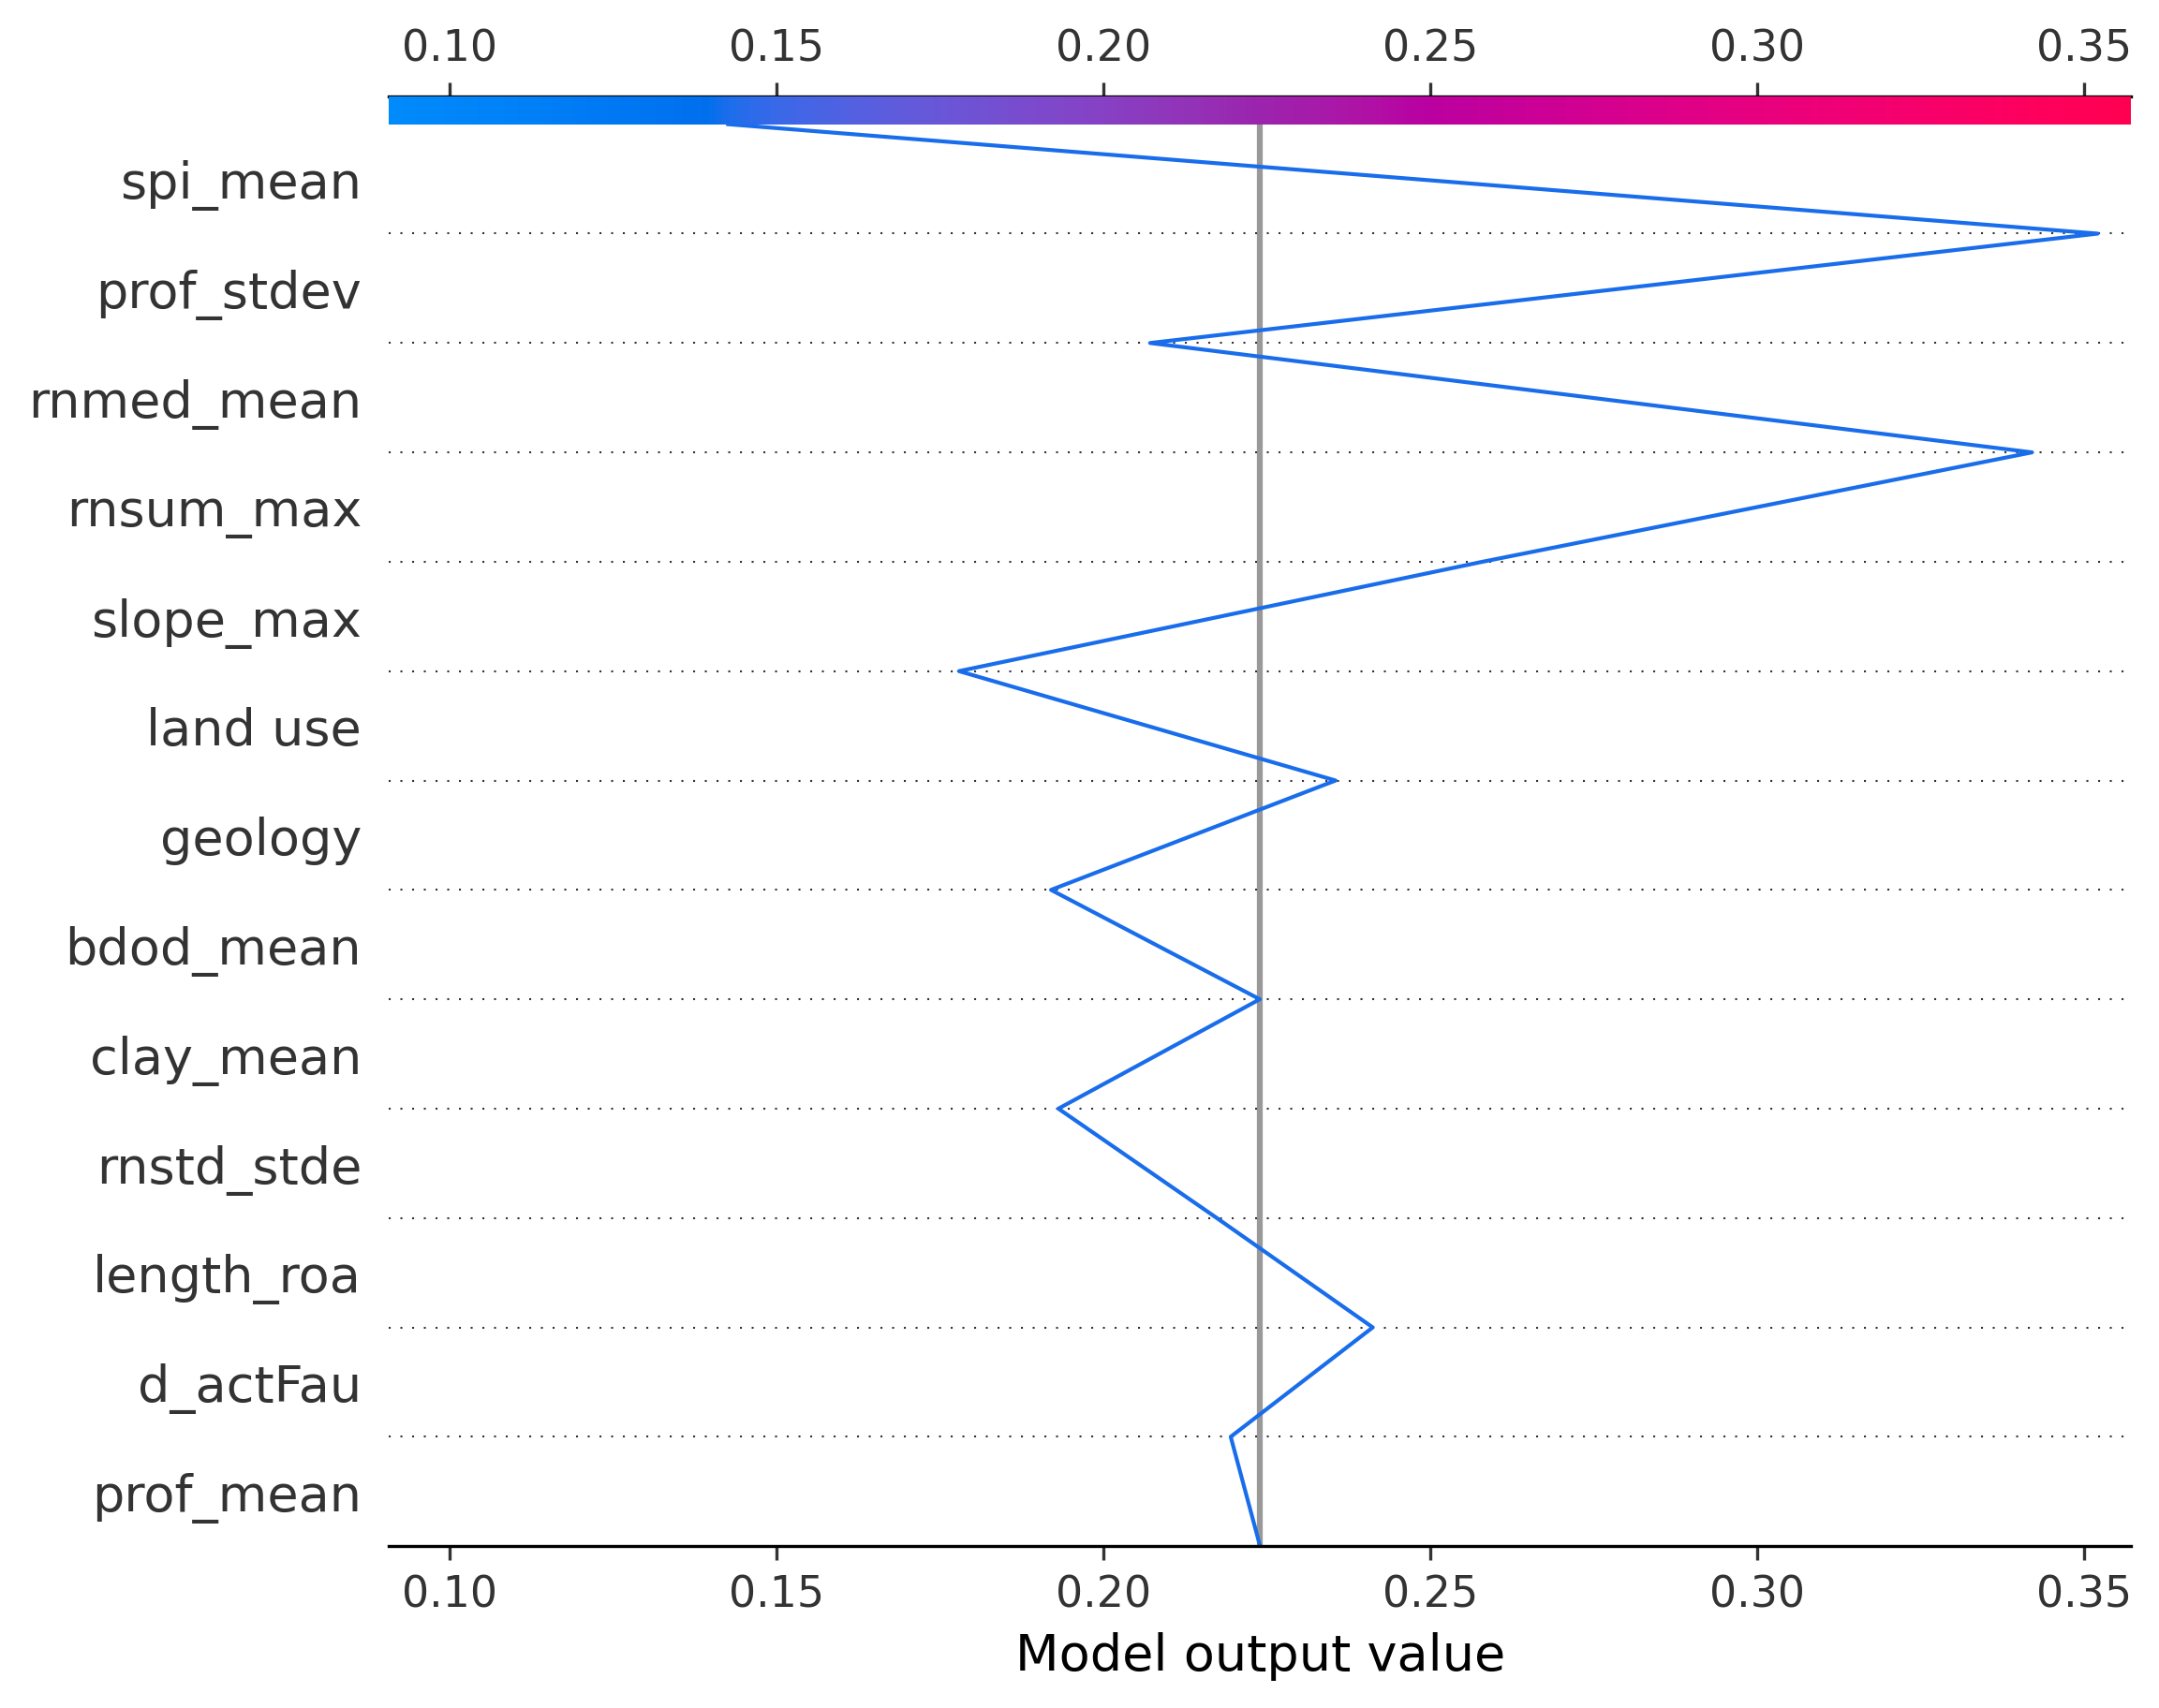 0.10 0.15 0.20 0.25 0.30 0.35
spi_mean
prof_stdev
rnmed_mean
rnsum_max
slope_max
land use
geology
bdod_mean
clay_mean
rnstd_stde
length_roa
d_actFau
prof_mean
0.10 0.15 0.20 0.25 0.30 0.35
Model output value